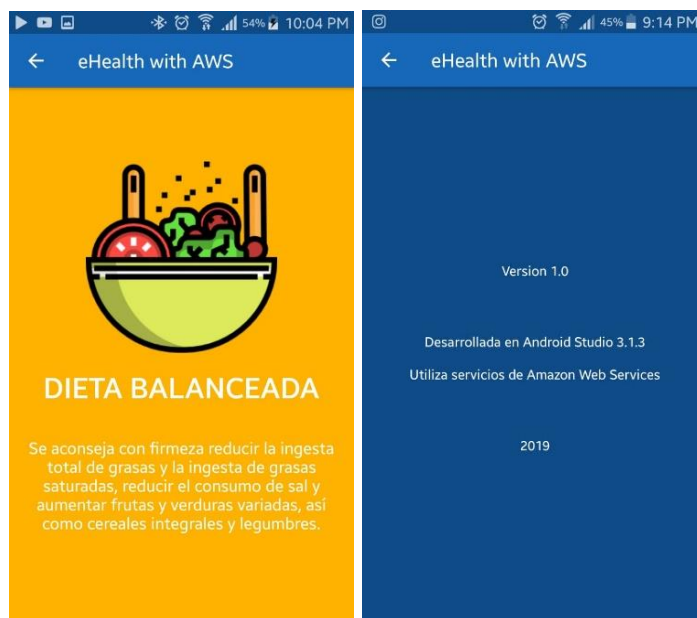 54% 10:04 PM
eHealth with AWS
DIETA BALANCEADA
Se aconseja con firmeza reducir la ingesta
total de grasas y la ingesta de grasas
saturadas, reducir el consumo de sal y
aumentar frutas y verduras variadas, así
como cereales integrales y legumbres.
45% 9:14 PM
eHealth with AWS
Version 1.0
Desarrollada en Android Studio 3.1.3
Utiliza servicios de Amazon Web Services
2019